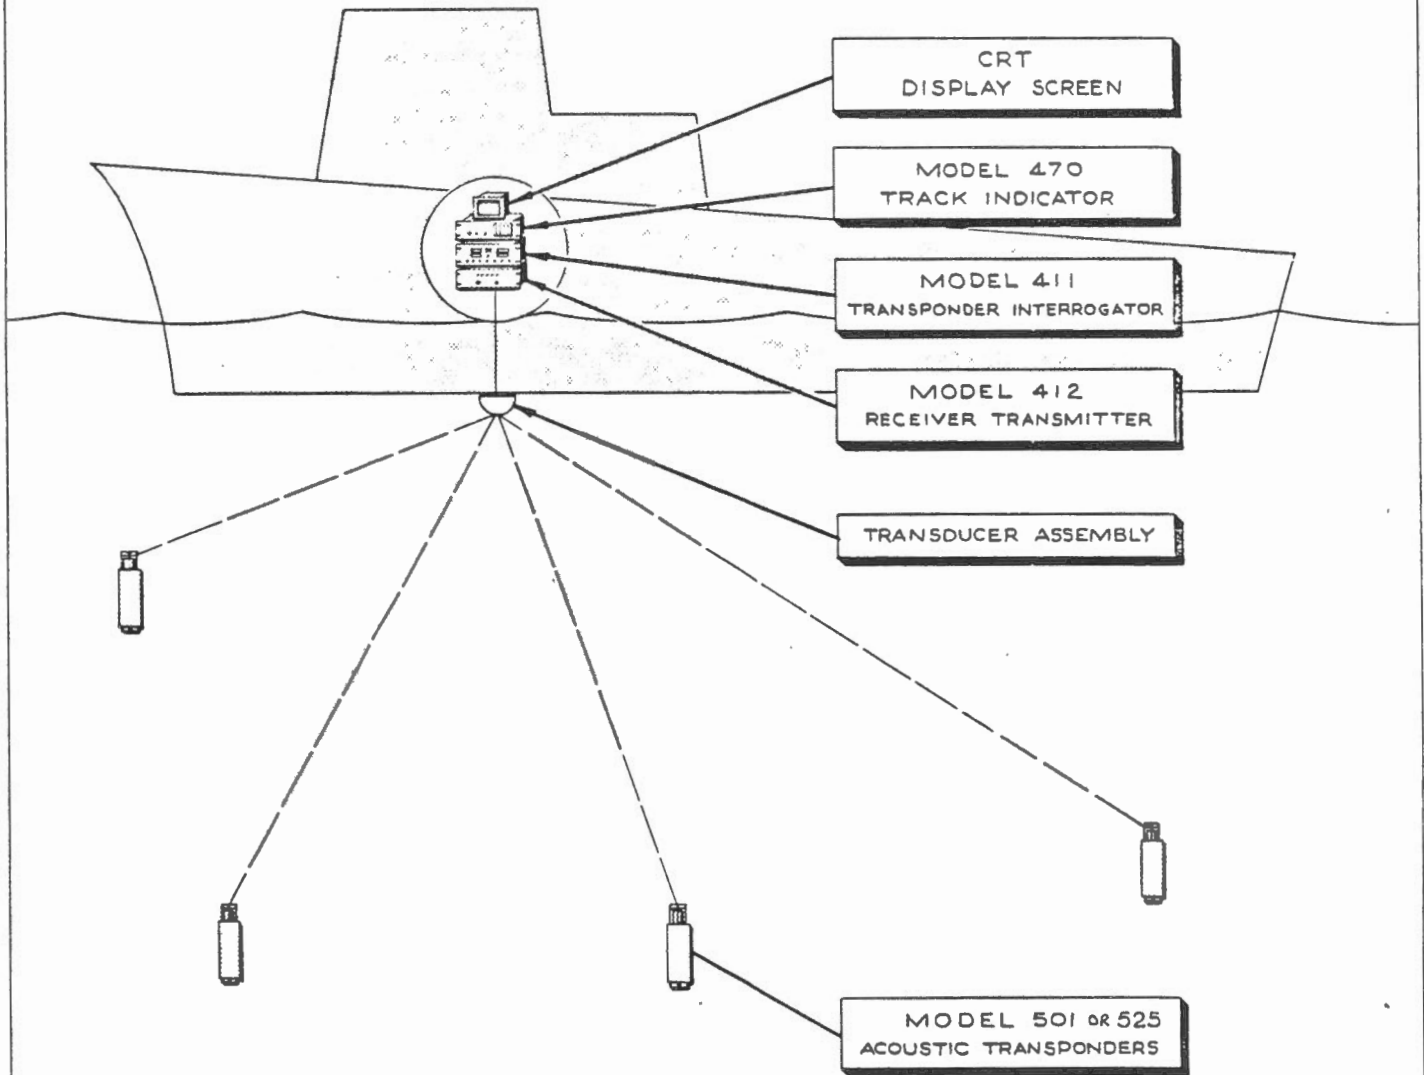 CRT
DISPLAY SCREEN
MODEL 470
TRACK INDICATOR
MODEL 411
TRANSPONDER INTERROGATOR
MODEL 412
RECEIVER TRANSMITTER
TRANSDUCER ASSEMBLY
MODEL 501 OR 525
ACOUSTIC TRANSPONDERS